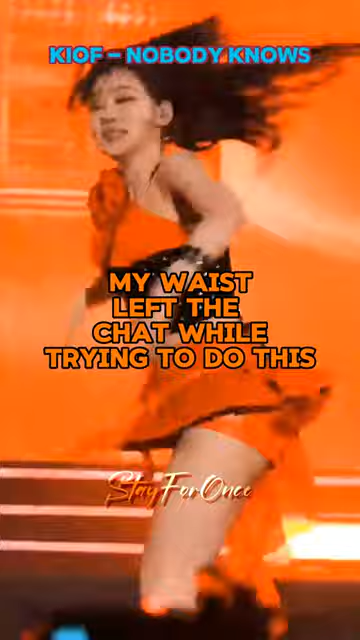 KIOF – NOBODY KNOWS
MY WAIST
LEFT THE
CHAT WHILE
TRYING TO DO THIS
StayForOnce